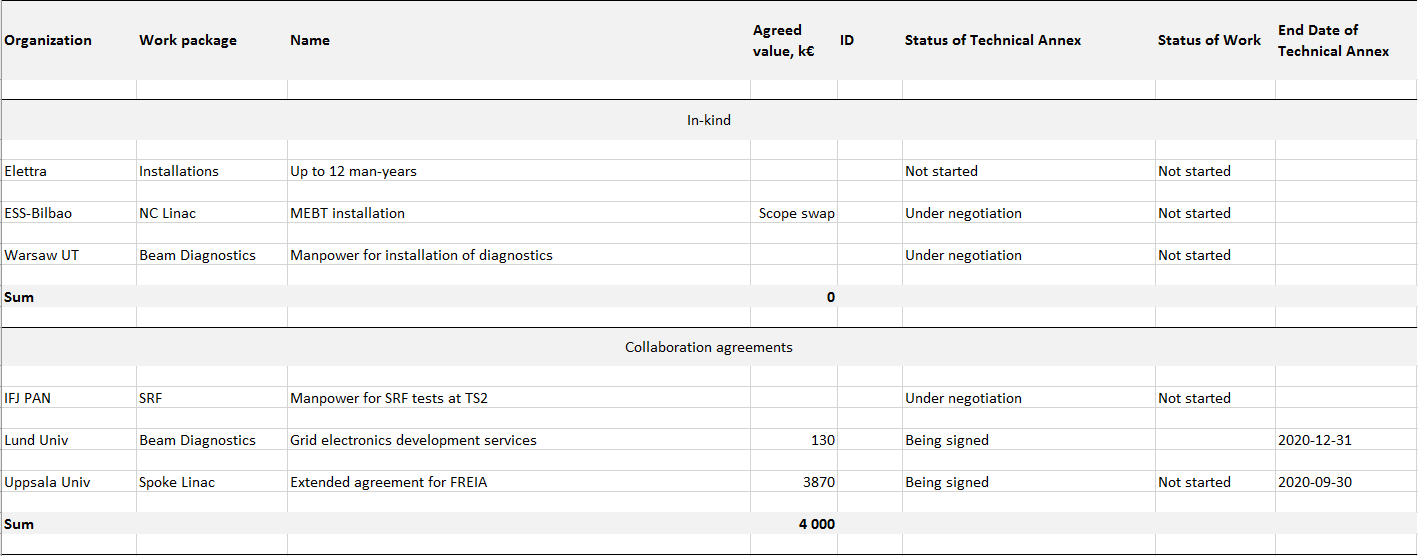 Organization Work package Name Agreed value, k€ ID Status of Technical Annex Status of Work End Date of Technical Annex
In-kind
Elettra Installations Up to 12 man-years Not started Not started
ESS-Bilbao NC Linac MEBT installation Scope swap Under negotiation Not started
Warsaw UT Beam Diagnostics Manpower for installation of diagnostics Under negotiation Not started
Sum 0
Collaboration agreements
IFJ PAN SRF Manpower for SRF tests at TS2 Under negotiation Not started
Lund Univ Beam Diagnostics Grid electronics development services 130 Being signed 2020-12-31
Uppsala Univ Spoke Linac Extended agreement for FREIA 3870 Being signed Not started 2020-09-30
Sum 4 000